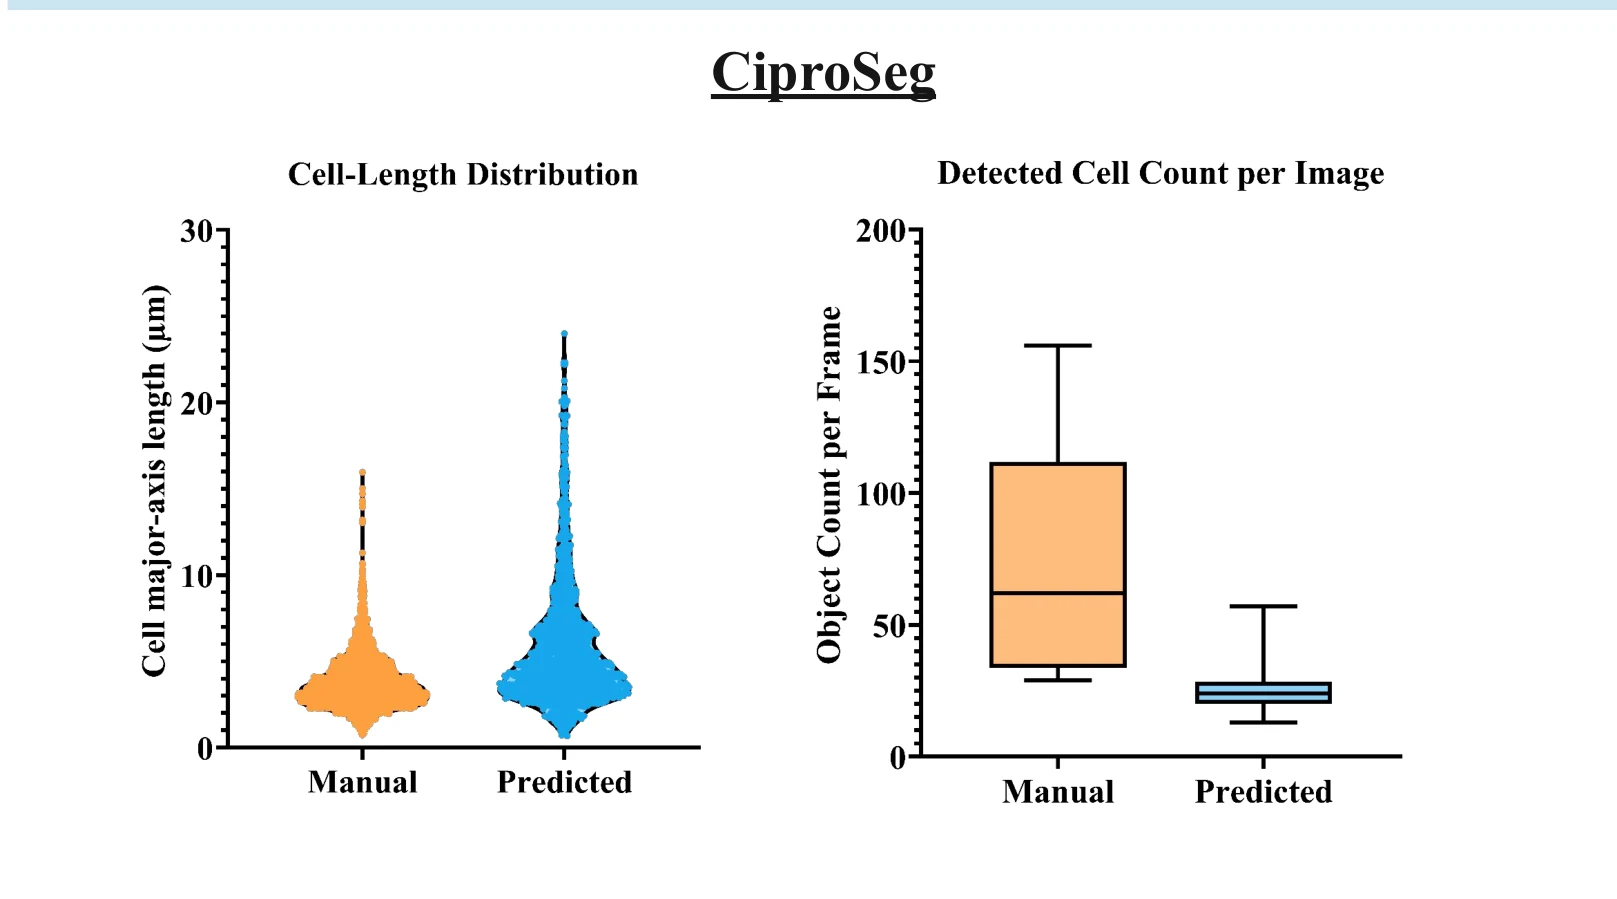 CiproSeg
Cell-Length Distribution
Cell major-axis length (μm)
30
20
10
0
Manual
Predicted
Detected Cell Count per Image
Object Count per Frame
200
150
100
50
0
Manual
Predicted